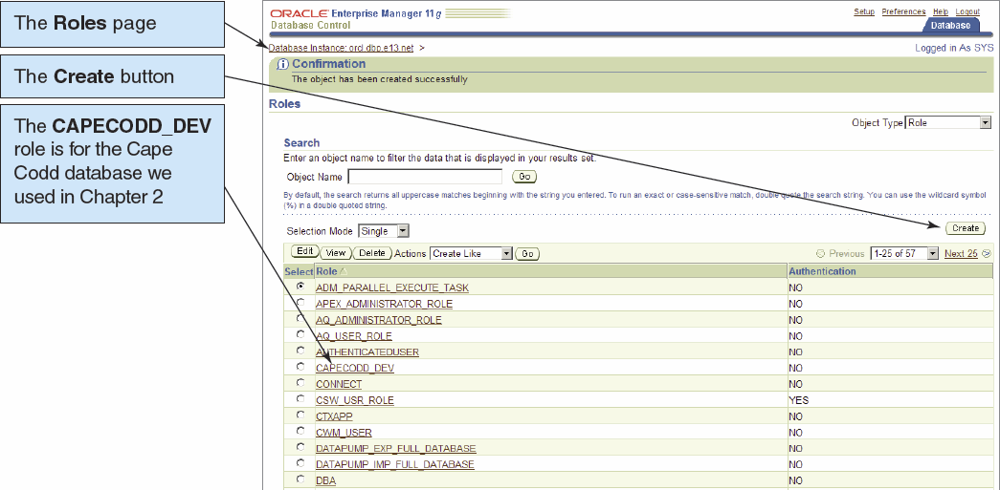 The Roles page
The Create button
The CAPECODD_DEV
role is for the Cape
Codd database we
used in Chapter 2
ORACLE Enterprise Manager 11g
Database Control
Setup Preferences Help Logout
Database
Database Instance: orcl.dbp.e13.net >
Logged in As SYS
Confirmation
The object has been created successfully
Roles
Object Type Role
Search
Enter an object name to filter the data that is displayed in your results set.
Object Name Go
By default, the search returns all uppercase matches beginning with the string you entered. To run an exact or case-sensitive match, double quote the search string. You can use the wildcard symbol
(%) in a double quoted string.
Selection Mode Single
Create
Edit View Delete Actions Create Like Go
Previous 1-25 of 57 Next 25
Select Role Authentication
ADM_PARALLEL_EXECUTE_TASK NO
APEX_ADMINISTRATOR_ROLE NO
AQ_ADMINISTRATOR_ROLE NO
AQ_USER_ROLE NO
AUTHENTICATEDUSER NO
CAPECODD_DEV NO
CONNECT NO
CSW_USR_ROLE YES
CTXAPP NO
CWM_USER NO
DATAPUMP_EXP_FULL_DATABASE NO
DATAPUMP_IMP_FULL_DATABASE NO
DBA NO